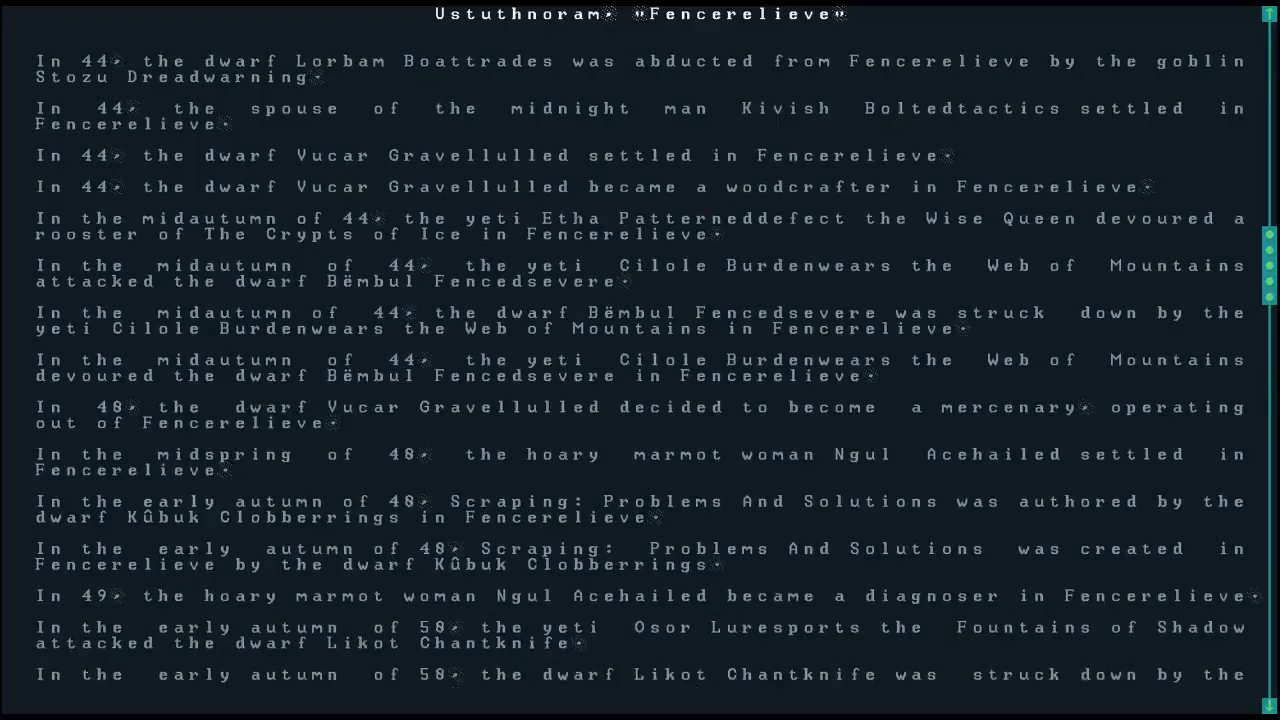 Ustuthnoram, "Fencerelieve"
In 44, the dwarf Lorbam Boattrades was abducted from Fencerelieve by the goblin
Stozu Dreadwarning.
In 44, the spouse of the midnight man Kivish Boltedtactics settled in
Fencerelieve.
In 44, the dwarf Vucar Gravellulled settled in Fencerelieve.
In 44, the dwarf Vucar Gravellulled became a woodcrafter in Fencerelieve.
In the midautumn of 44, the yeti Etha Patterneddefect the Wise Queen devoured a
rooster of The Crypts of Ice in Fencerelieve.
In the midautumn of 44, the yeti Cilole Burdenwears the Web of Mountains
attacked the dwarf Bëmbul Fencedsevere.
In the midautumn of 44, the dwarf Bëmbul Fencedsevere was struck down by the
yeti Cilole Burdenwears the Web of Mountains in Fencerelieve.
In the midautumn of 44, the yeti Cilole Burdenwears the Web of Mountains
devoured the dwarf Bëmbul Fencedsevere in Fencerelieve.
In 48, the dwarf Vucar Gravellulled decided to become a mercenary, operating
out of Fencerelieve.
In the midspring of 48, the hoary marmot woman Ngul Acehailed settled in
Fencerelieve.
In the early autumn of 48, Scraping: Problems And Solutions was authored by the
dwarf Kûbuk Clobberrings in Fencerelieve.
In the early autumn of 48, Scraping: Problems And Solutions was created in
Fencerelieve by the dwarf Kûbuk Clobberrings.
In 49, the hoary marmot woman Ngul Acehailed became a diagnoser in Fencerelieve.
In the early autumn of 58, the yeti Osor Luresports the Fountains of Shadow
attacked the dwarf Likot Chantknife.
In the early autumn of 58, the dwarf Likot Chantknife was struck down by the